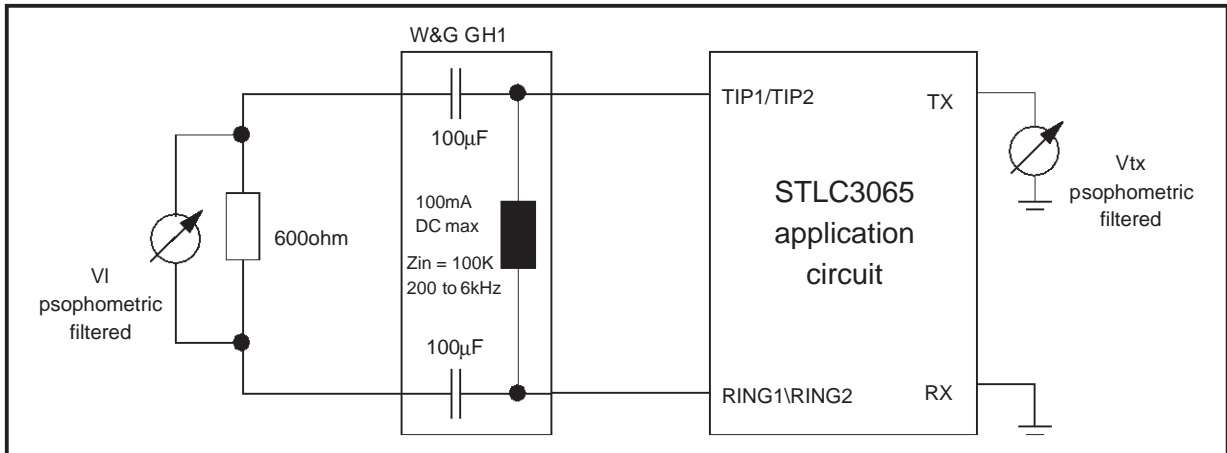 W&G GH1
TIP1/TIP2
TX
100μF
Vtx
psophometric
filtered
STLC3065
application
circuit
100mA
DC max
Zin = 100K
200 to 6kHz
600ohm
Vl
psophometric
filtered
100μF
RING1\RING2
RX